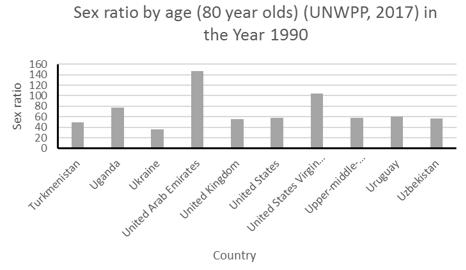 Sex ratio by age (80 year olds) (UNWPP, 2017) in
the Year 1990
Sex ratio
160
140
120
100
80
60
40
20
0
Turkmenistan
Uganda
Ukraine
United Arab Emirates
United Kingdom
United States
United States Virgin...
Upper-middle-...
Uruguay
Uzbekistan
Country